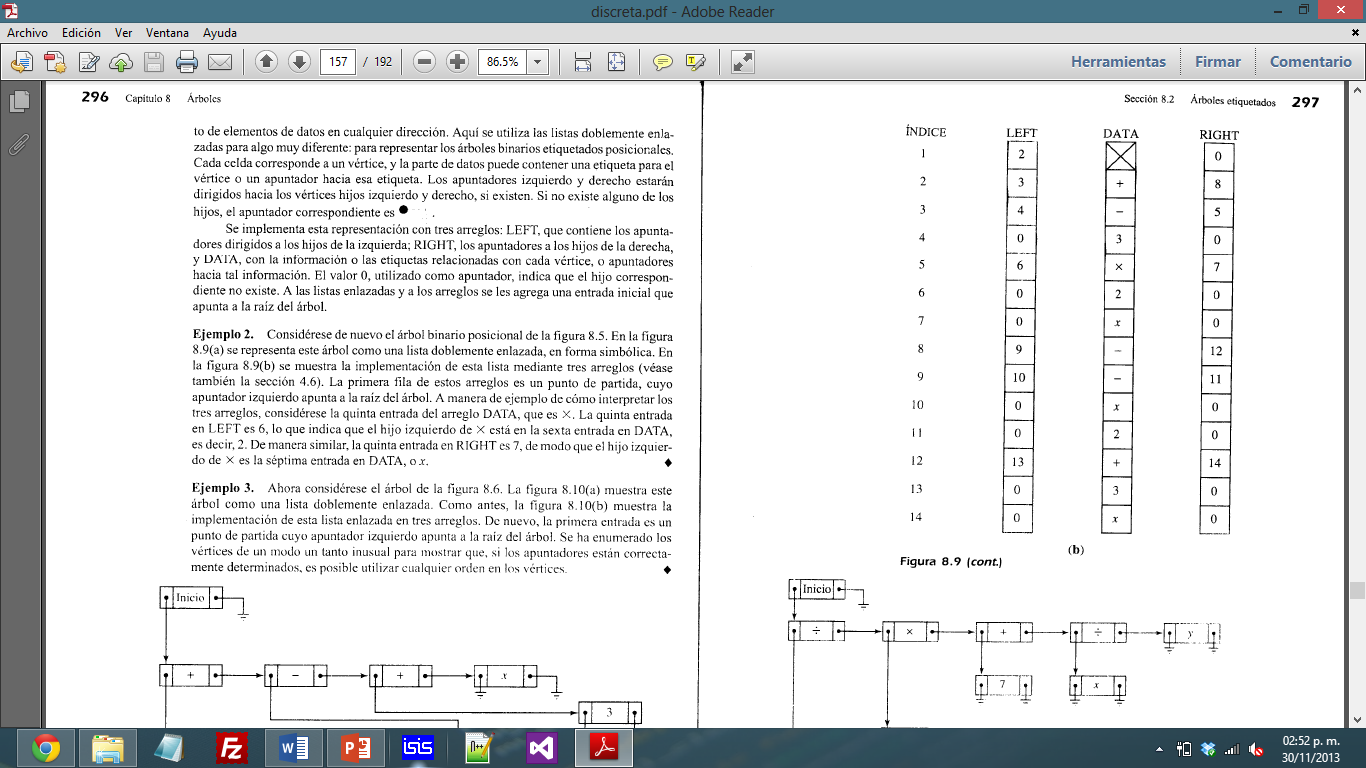 discreta.pdf - Adobe Reader
Archivo Edición Ver Ventana Ayuda
157 / 192 86.5% Herramientas Firmar Comentario
296 Capítulo 8 Árboles
to de elementos de datos en cualquier dirección. Aquí se utiliza las listas doblemente enla-
zadas para algo muy diferente: para representar los árboles binarios etiquetados posicionales.
Cada celda corresponde a un vértice, y la parte de datos puede contener una etiqueta para el
vértice o un apuntador hacia esa etiqueta. Los apuntadores izquierdo y derecho estarán
dirigidos hacia los vértices hijos izquierdo y derecho, si existen. Si no existe alguno de los
hijos, el apuntador correspondiente es ● .
Se implementa esta representación con tres arreglos: LEFT, que contiene los apunta-
dores dirigidos a los hijos de la izquierda; RIGHT, los apuntadores a los hijos de la derecha,
y DATA, con la información o las etiquetas relacionadas con cada vértice, o apuntadores
hacia tal información. El valor 0, utilizado como apuntador, indica que el hijo correspon-
diente no existe. A las listas enlazadas y a los arreglos se les agrega una entrada inicial que
apunta a la raíz del árbol.
Ejemplo 2. Considérese de nuevo el árbol binario posicional de la figura 8.5. En la figura
8.9(a) se representa este árbol como una lista doblemente enlazada, en forma simbólica. En
la figura 8.9(b) se muestra la implementación de esta lista mediante tres arreglos (véase
también la sección 4.6). La primera fila de estos arreglos es un punto de partida, cuyo
apuntador izquierdo apunta a la raíz del árbol. A manera de ejemplo de cómo interpretar los
tres arreglos, considérese la quinta entrada del arreglo DATA, que es ×. La quinta entrada
en LEFT es 6, lo que indica que el hijo izquierdo de × está en la sexta entrada en DATA,
es decir, 2. De manera similar, la quinta entrada en RIGHT es 7, de modo que el hijo izquier-
do de × es la séptima entrada en DATA, o x. ◆
Ejemplo 3. Ahora considérese el árbol de la figura 8.6. La figura 8.10(a) muestra este
árbol como una lista doblemente enlazada. Como antes, la figura 8.10(b) muestra la
implementación de esta lista enlazada en tres arreglos. De nuevo, la primera entrada es un
punto de partida cuyo apuntador izquierdo apunta a la raíz del árbol. Se ha enumerado los
vértices de un modo un tanto inusual para mostrar que, si los apuntadores están correcta-
mente determinados, es posible utilizar cualquier orden en los vértices. ◆
Inicio
+ − + x
3
Sección 8.2 Árboles etiquetados 297
ÍNDICE LEFT DATA RIGHT
1 2 0
2 3 + 8
3 4 − 5
4 0 3 0
5 6 × 7
6 0 2 0
7 0 x 0
8 9 − 12
9 10 − 11
10 0 x 0
11 0 2 0
12 13 + 14
13 0 3 0
14 0 x 0
(b)
Figura 8.9 (cont.)
Inicio
÷ × + ÷ y
7 x
02:52 p. m.
30/11/2013
isis